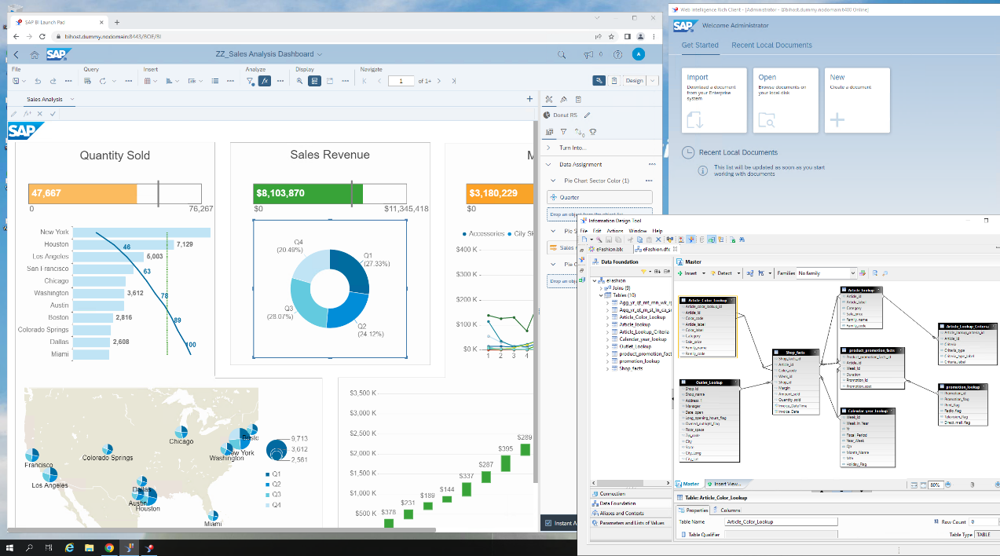 SAP BI Launch Pad
bihost.dummy.nodomain:8443/BOE/BI
SAP
ZZ_Sales Analysis Dashboard
0
A
File
Query
Insert
Analyze
Display
Navigate
1
of 1+
Design
Sales Analysis
SAP
Quantity Sold
47,667
0
76,267
New York
Houston
7,129
Los Angeles
5,003
San Francisco
Chicago
Washington
3,612
Austin
Boston
2,816
Colorado Springs
Dallas
2,608
Miami
46
63
78
89
100
Sales Revenue
$8,103,870
$0
$11,345,418
Q4
(20.49%)
Q1
(27.33%)
Q3
(28.07%)
Q2
(24.12%)
M
$3,180,229
$0
Accessories
City Sk
$400 K
$300 K
$200 K
$100 K
$0 K
1
2
3
4
Chicago
Colorado Springs
Washington
Francisco
Los Angeles
Dallas
Austin
Houston
Miami
9,713
3,612
2,561
Q1
Q2
Q3
Q4
$3,500 K
$3,000 K
$2,500 K
$2,000 K
$1,500 K
$1,000 K
$500 K
$378
$231
$189
$144
$337
$287
$395
$289
Donut RS
Turn Into...
Data Assignment
Pie Chart Sector Color (1)
Quarter
Drop an object from the object list
Sales
Pie C
Drop an obje
Instant A
Web Intelligence Rich Client - [Administrator - @bihost.dummy.nodomain:6400 Online]
SAP
Welcome Administrator
Get Started
Recent Local Documents
Import
Download a document
from your Enterprise
system
Open
Browse documents on
your local disk
New
Create a document
Recent Local Documents
This list will be updated as soon as you start
working with documents
Information Design Tool
File Edit Actions Window Help
eFashion.blx
eFashion.dfx
Data Foundation
eFashion
Joins (9)
Tables (10)
Agg_yr_qt_mt_mn_wk_rg
Agg_yr_qt_rn_st_ln_ca_sr
Article_Color_Lookup
Article_lookup
Article_Lookup_Criteria
Calendar_year_lookup
Outlet_Lookup
product_promotion_fact
promotion_lookup
Shop_facts
Connection
Data Foundation
Aliases and Contexts
Parameters and Lists of Values
Master
Insert
Detect
Families
No family
Article_Color_Lookup
Article_color_lookup_id
Article_id
Color_code
Article_label
Color_label
Category
Sale_price
Family_name
Family_code
Outlet_Lookup
Shop_id
Shop_name
Address_1
Manager
Date_open
Long_opening_hours_flag
Owned_outright_flag
Floor_space
Zip_code
City
State
City_Long
City_Lat
Shop_facts
Shop_facts_id
Article_id
Color_code
Week_id
Shop_id
Margin
Amount_sold
Quantity_sold
Invoice_DateTime
Invoice_Date
Article_lookup
Article_id
Article_label
Category
Sale_price
Family_name
Family_code
product_promotion_facts
Product_promotion_facts_id
Article_id
Week_id
Duration
Promotion_id
Promotion_cost
Calendar_year_lookup
Week_id
Week_In_Year
Yr
Fiscal_Period
Year_Week
Qtr
Month_Name
Mth
Holiday_Flag
Article_Lookup_Criteria
Article_lookup_criteria_id
Article_id
Criteria
Criteria_type
Criteria_type_label
Criteria_label
promotion_lookup
Promotion_id
Promotion_flag
Print_flag
Radio_flag
Television_flag
Direct_mail_flag
Master
Insert View...
80%
Table: Article_Color_Lookup
Properties
Columns
Table Name
Article_Color_Lookup
Row Count
0
Table Qualifier
Table Type
TABLE